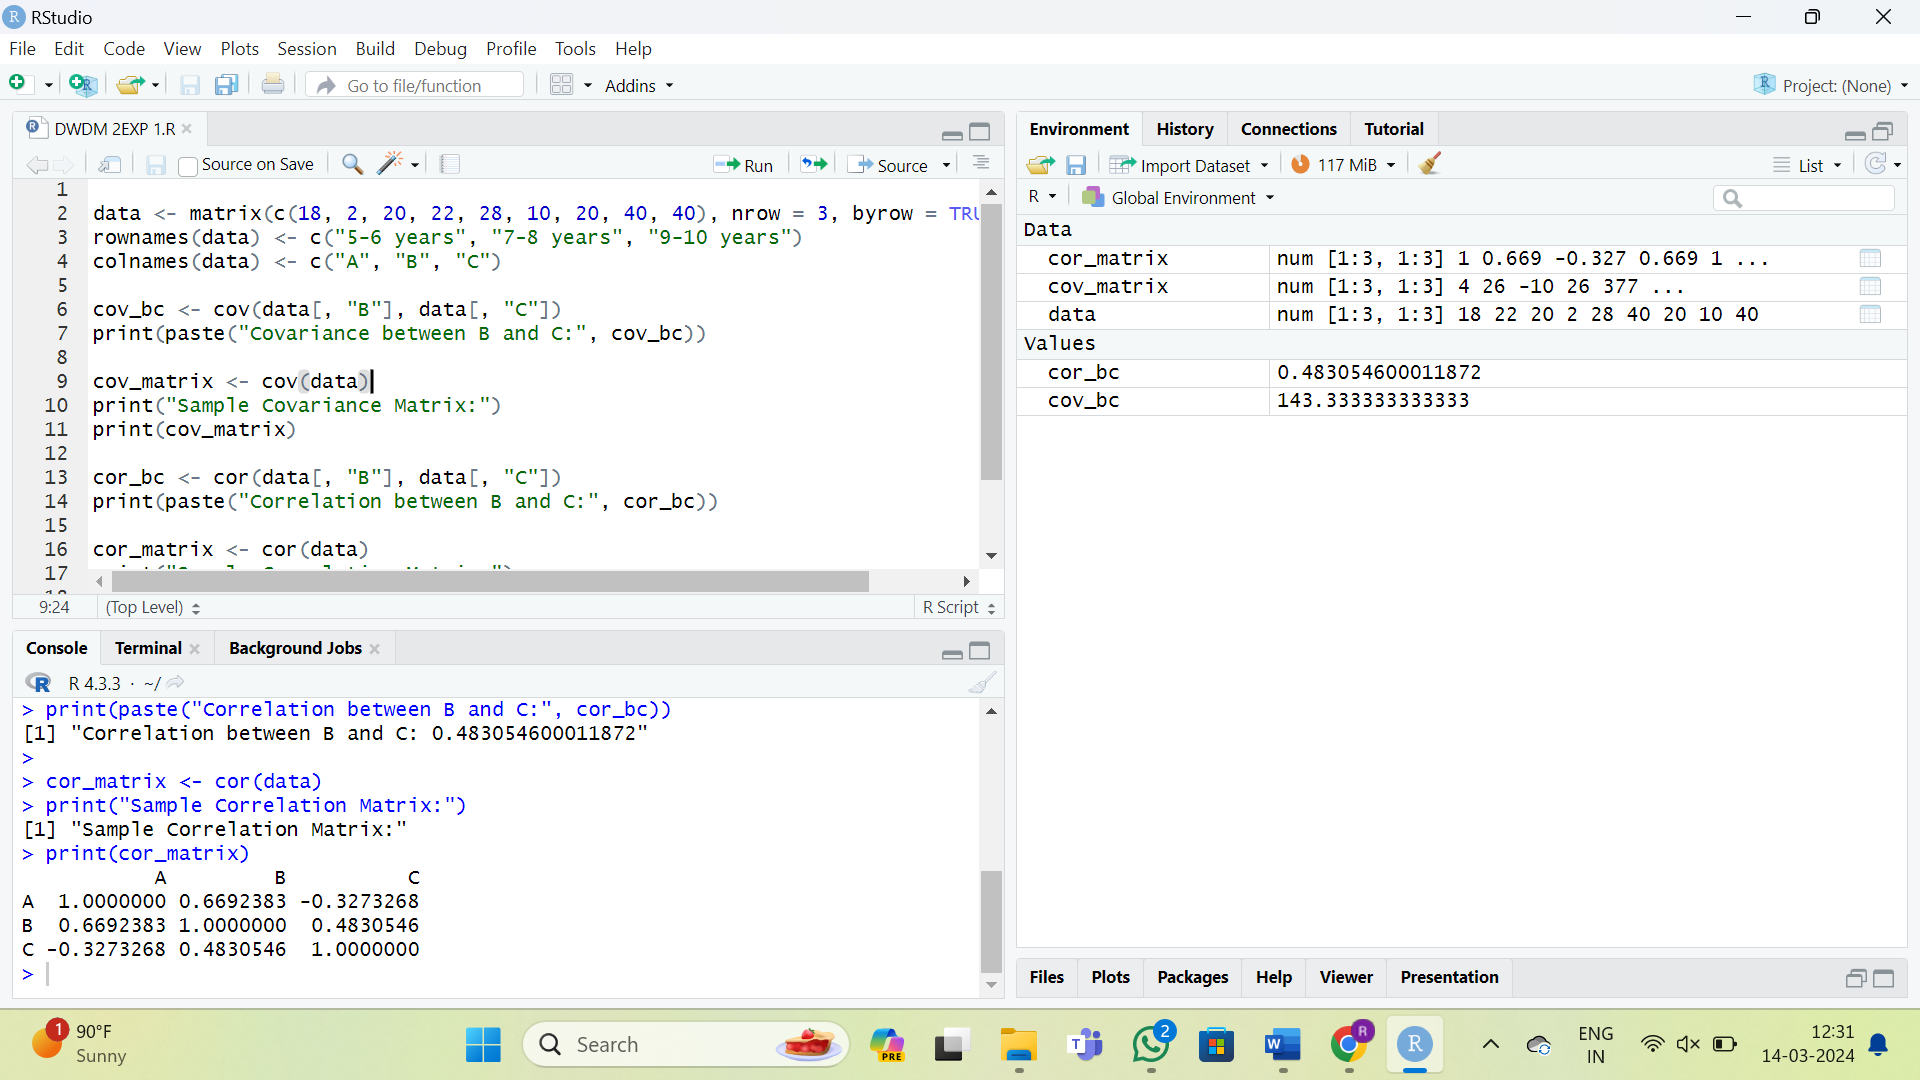 RStudio
File Edit Code View Plots Session Build Debug Profile Tools Help
Go to file/function Addins Project: (None)
DWDM 2EXP 1.R
Source on Save Run Source
1
2 data <- matrix(c(18, 2, 20, 22, 28, 10, 20, 40, 40), nrow = 3, byrow = TRU
3 rownames(data) <- c("5-6 years", "7-8 years", "9-10 years")
4 colnames(data) <- c("A", "B", "C")
5
6 cov_bc <- cov(data[, "B"], data[, "C"])
7 print(paste("Covariance between B and C:", cov_bc))
8
9 cov_matrix <- cov(data)
10 print("Sample Covariance Matrix:")
11 print(cov_matrix)
12
13 cor_bc <- cor(data[, "B"], data[, "C"])
14 print(paste("Correlation between B and C:", cor_bc))
15
16 cor_matrix <- cor(data)
17
9:24 (Top Level) R Script
Console Terminal Background Jobs
R 4.3.3 · ~/
> print(paste("Correlation between B and C:", cor_bc))
[1] "Correlation between B and C: 0.483054600011872"
>
> cor_matrix <- cor(data)
> print("Sample Correlation Matrix:")
[1] "Sample Correlation Matrix:"
> print(cor_matrix)
A B C
A 1.0000000 0.6692383 -0.3273268
B 0.6692383 1.0000000 0.4830546
C -0.3273268 0.4830546 1.0000000
>
Environment History Connections Tutorial
Import Dataset 117 MiB List
R Global Environment
Data
cor_matrix num [1:3, 1:3] 1 0.669 -0.327 0.669 1 ...
cov_matrix num [1:3, 1:3] 4 26 -10 26 377 ...
data num [1:3, 1:3] 18 22 20 2 28 40 20 10 40
Values
cor_bc 0.483054600011872
cov_bc 143.333333333333
Files Plots Packages Help Viewer Presentation
1 90°F
Sunny
Search
PRE
T
2
W
R
R
ENG
IN
12:31
14-03-2024